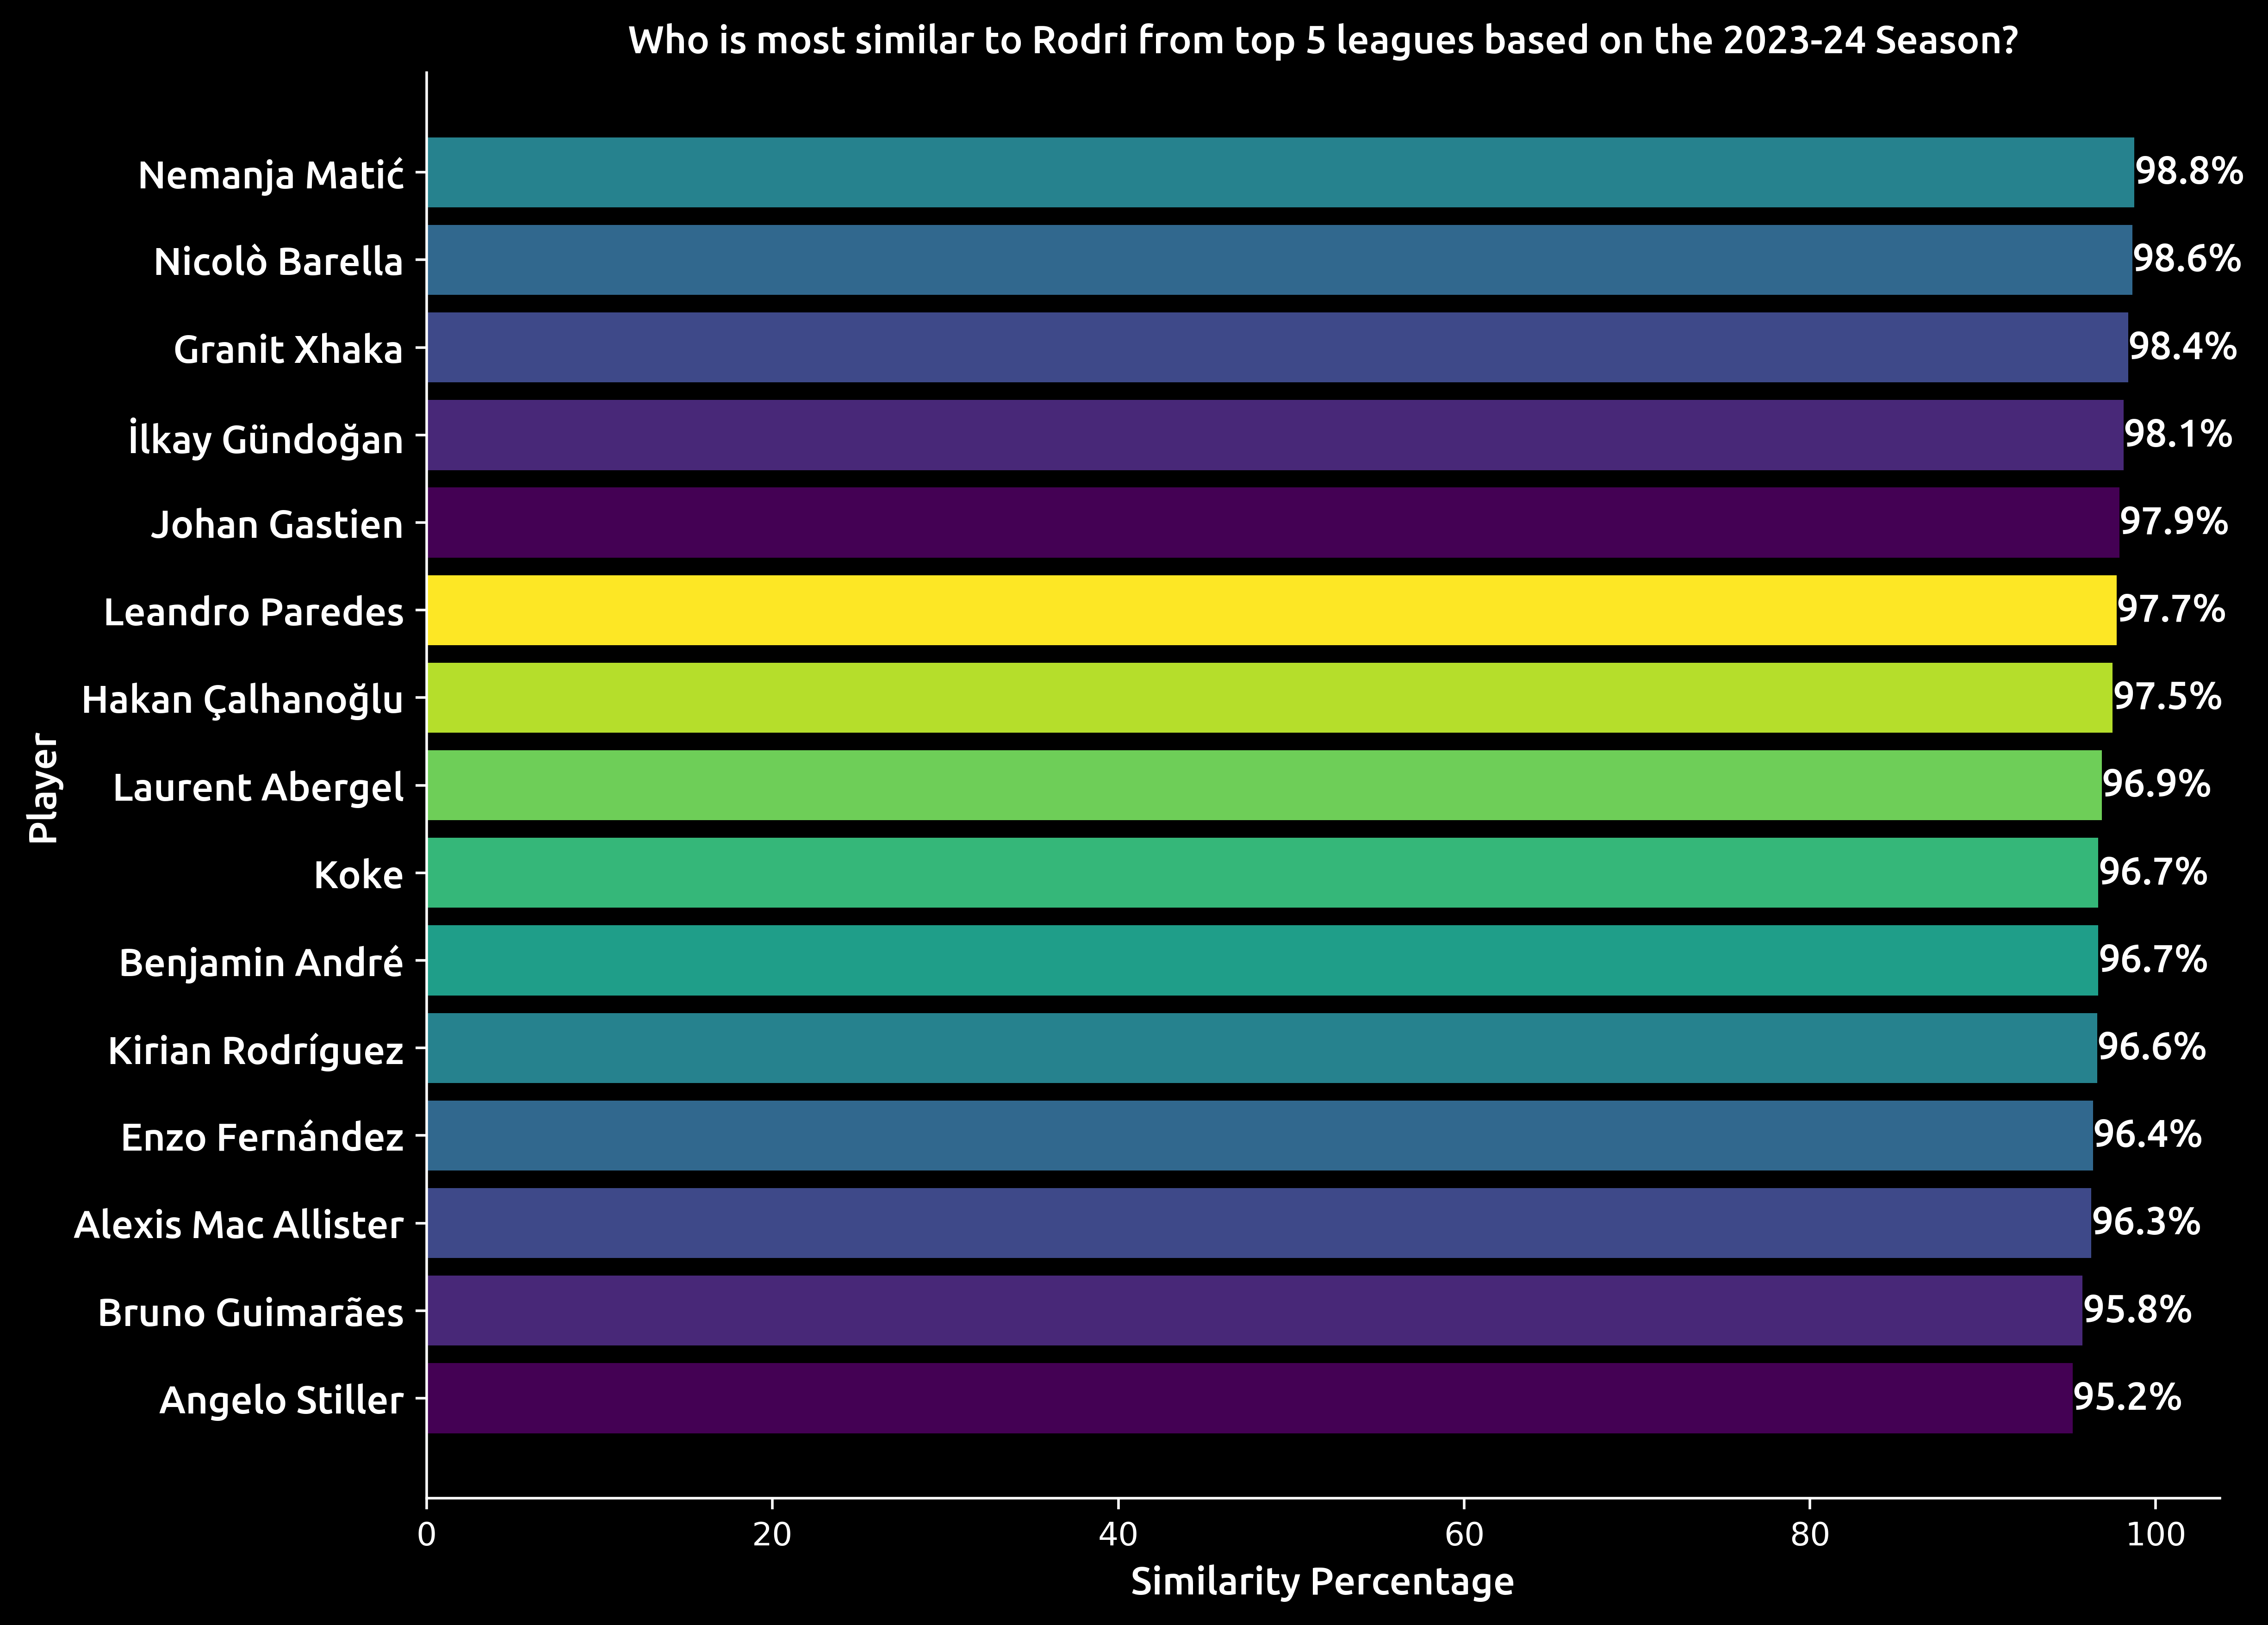 Who is most similar to Rodri from top 5 leagues based on the 2023-24 Season?
Nemanja Matić 98.8%
Nicolò Barella 98.6%
Granit Xhaka 98.4%
İlkay Gündoğan 98.1%
Johan Gastien 97.9%
Leandro Paredes 97.7%
Hakan Çalhanoğlu 97.5%
Laurent Abergel 96.9%
Koke 96.7%
Benjamin André 96.7%
Kirian Rodríguez 96.6%
Enzo Fernández 96.4%
Alexis Mac Allister 96.3%
Bruno Guimarães 95.8%
Angelo Stiller 95.2%
Player
0 20 40 60 80 100
Similarity Percentage